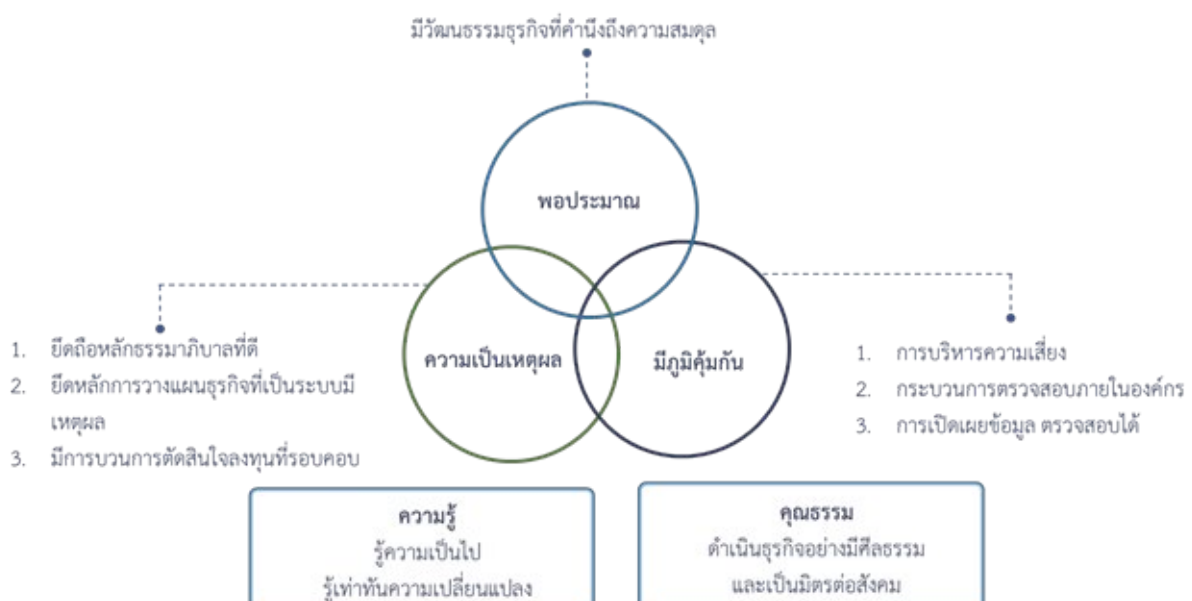 มีวัฒนธรรมธุรกิจที่คำนึงถึงความสมดุล
พอประมาณ
ความเป็นเหตุผล
มีภูมิคุ้มกัน
1. ยึดถือหลักธรรมาภิบาลที่ดี
2. ยึดหลักการวางแผนธุรกิจที่เป็นระบบมี
เหตุผล
3. มีการบวนการตัดสินใจลงทุนที่รอบคอบ
1. การบริหารความเสี่ยง
2. กระบวนการตรวจสอบภายในองค์กร
3. การเปิดเผยข้อมูล ตรวจสอบได้
ความรู้
รู้ความเป็นไป
รู้เท่าทันความเปลี่ยนแปลง
คุณธรรม
ดำเนินธุรกิจอย่างมีศีลธรรม
และเป็นมิตรต่อสังคม